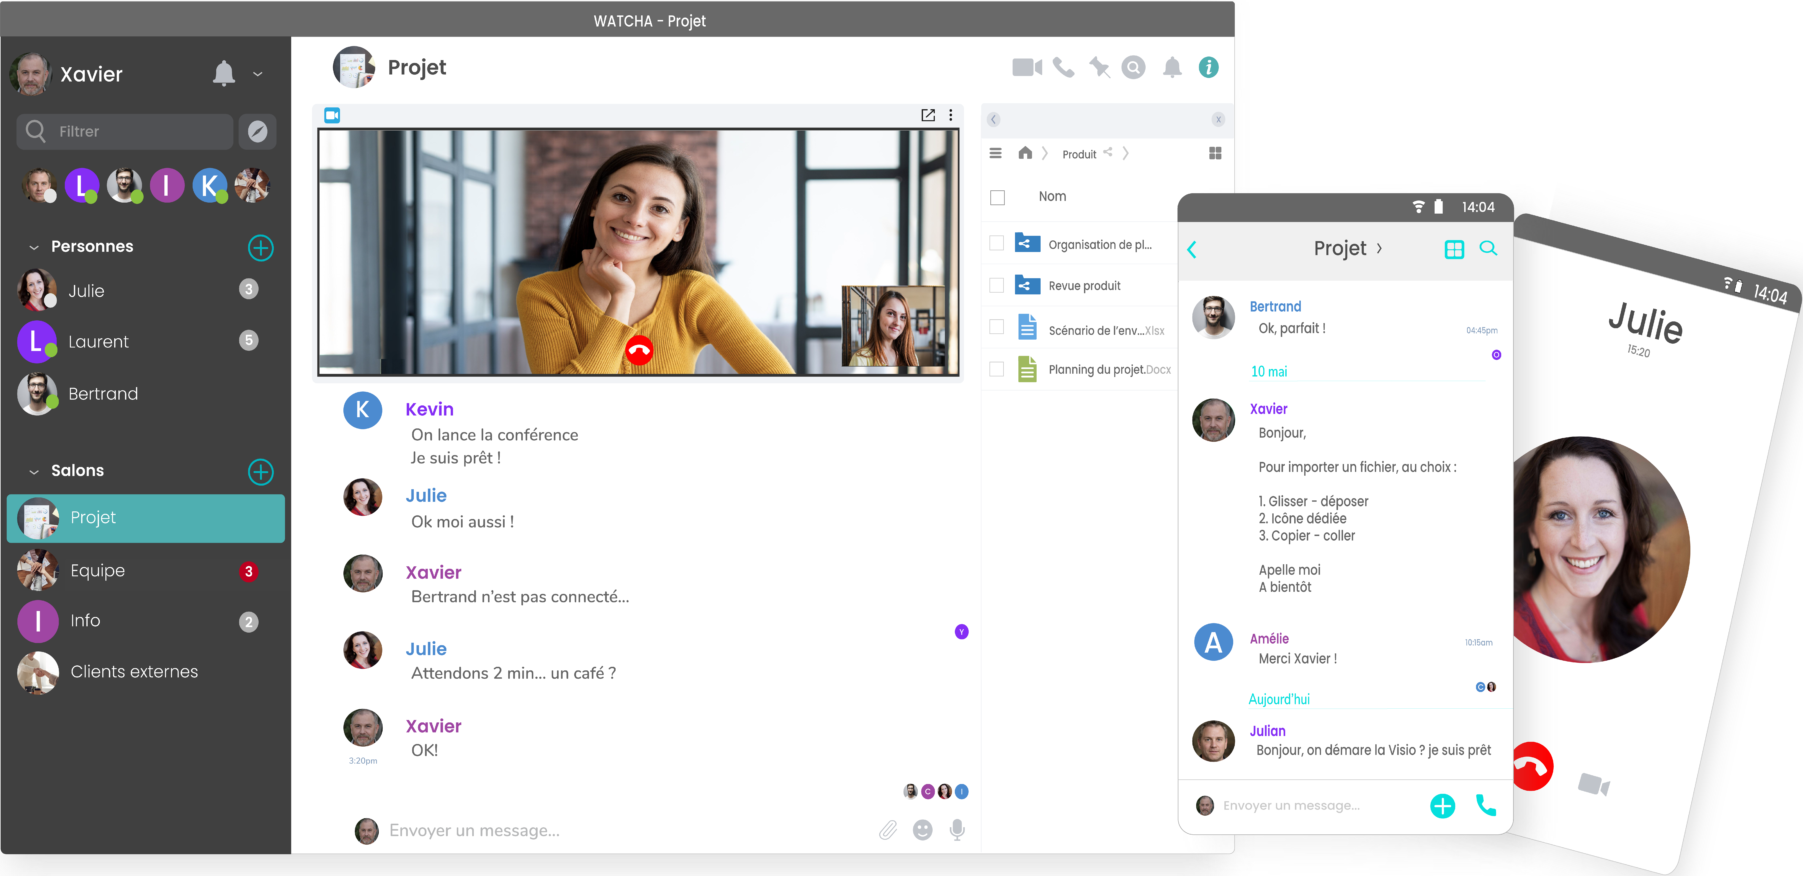 WATCHA - Projet
Xavier
Filtrer
L
I
K
Personnes
Julie
3
L
Laurent
5
Bertrand
Salons
Projet
Equipe
3
I
Info
2
Clients externes
Projet
i
K
Kevin
On lance la conférence
Je suis prêt !
Julie
Ok moi aussi !
Xavier
Bertrand n'est pas connecté...
Y
Julie
Attendons 2 min... un café ?
Xavier
OK!
3:20pm
C
I
Envoyer un message...
Produit
Nom
Organisation de pl...
Revue produit
Scénario de l'env...Xlsx
Planning du projet.Docx
14:04
Projet
Bertrand
Ok, parfait !
04:45pm
O
10 mai
Xavier
Bonjour,
Pour importer un fichier, au choix :
1. Glisser - déposer
2. Icône dédiée
3. Copier - coller
Apelle moi
A bientôt
A
Amélie
10:15am
Merci Xavier !
C
Aujourd'hui
Julian
Bonjour, on démare la Visio ? je suis prêt
Envoyer un message...
14:04
Julie
15:20